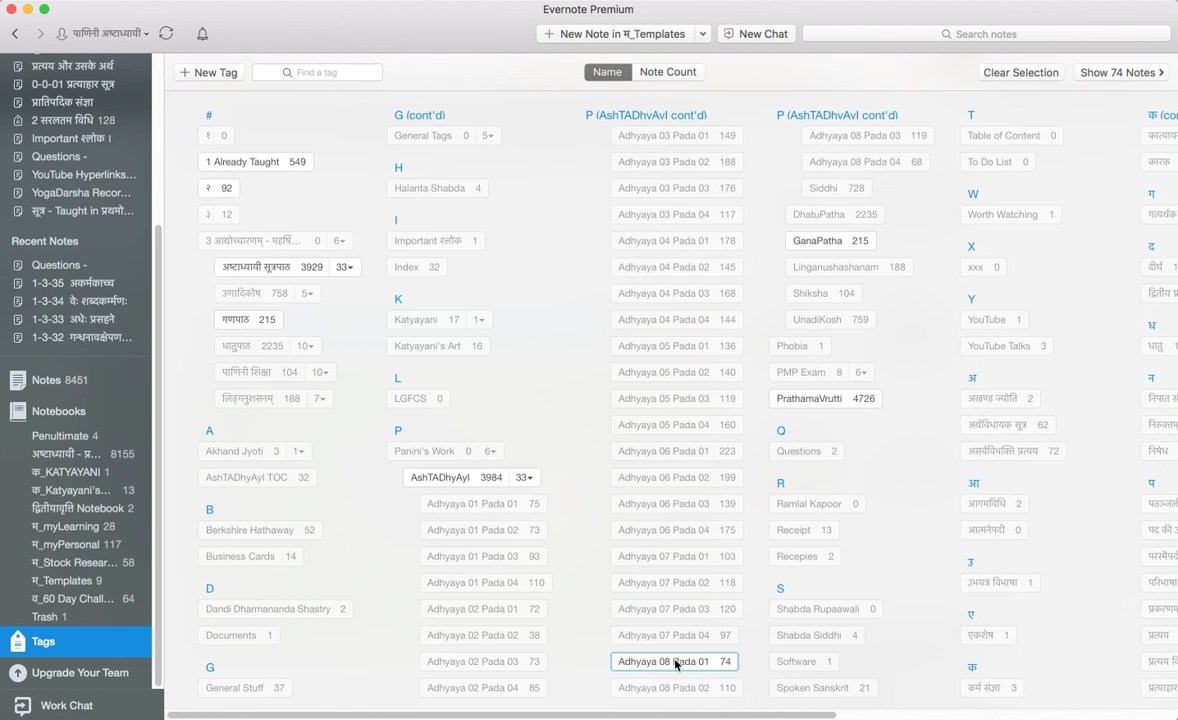 Evernote Premium
पाणिनी अष्टाध्यायी
New Note in म_Templates
New Chat
Search notes
प्रत्यय और उसके अर्थ
0-0-01 प्रत्याहार सूत्र
प्रातिपदिक संज्ञा
2 सरलतम विधि 128
Important श्लोक ।
Questions -
YouTube Hyperlinks...
YogaDarsha Recor...
सूत्र - Taught in प्रथमो...
Recent Notes
Questions -
1-3-35 अकर्मकाच्च
1-3-34 वेः शब्दकर्म्मणः
1-3-33 अधेः प्रसहने
1-3-32 गन्धनावक्षेपण...
Notes 8451
Notebooks
Penultimate 4
अष्टाध्यायी - प्र... 8155
क_KATYAYANI 1
क_Katyayani's... 13
द्वितीयावृत्ति Notebook 2
म_myLearning 28
म_myPersonal 117
म_Stock Resear... 58
म_Templates 9
व_60 Day Chall... 64
Trash 1
Tags
Upgrade Your Team
Work Chat
New Tag
Find a tag
Name
Note Count
Clear Selection
Show 74 Notes
#
१ 0
1 Already Taught 549
२ 92
३ 12
3 आद्योच्चारणम् - महर्षि... 0 6
अष्टाध्यायी सूत्रपाठ 3929 33
उणादिकोष 758 5
गणपाठ 215
धातुपाठ 2235 10
पाणिनी शिक्षा 104 10
लिङ्गनुशसनम् 188 7
A
Akhand Jyoti 3 1
AshTADhyAyI TOC 32
B
Berkshire Hathaway 52
Business Cards 14
D
Dandi Dharmananda Shastry 2
Documents 1
G
General Stuff 37
G (cont'd)
General Tags 0 5
H
Halanta Shabda 4
I
Important श्लोक 1
Index 32
K
Katyayani 17 1
Katyayani's Art 16
L
LGFCS 0
P
Panini's Work 0 6
AshTADhyAyI 3984 33
Adhyaya 01 Pada 01 75
Adhyaya 01 Pada 02 73
Adhyaya 01 Pada 03 93
Adhyaya 01 Pada 04 110
Adhyaya 02 Pada 01 72
Adhyaya 02 Pada 02 38
Adhyaya 02 Pada 03 73
Adhyaya 02 Pada 04 85
P (AshTADhyAyI cont'd)
Adhyaya 03 Pada 01 149
Adhyaya 03 Pada 02 188
Adhyaya 03 Pada 03 176
Adhyaya 03 Pada 04 117
Adhyaya 04 Pada 01 178
Adhyaya 04 Pada 02 145
Adhyaya 04 Pada 03 168
Adhyaya 04 Pada 04 144
Adhyaya 05 Pada 01 136
Adhyaya 05 Pada 02 140
Adhyaya 05 Pada 03 119
Adhyaya 05 Pada 04 160
Adhyaya 06 Pada 01 223
Adhyaya 06 Pada 02 199
Adhyaya 06 Pada 03 139
Adhyaya 06 Pada 04 175
Adhyaya 07 Pada 01 103
Adhyaya 07 Pada 02 118
Adhyaya 07 Pada 03 120
Adhyaya 07 Pada 04 97
Adhyaya 08 Pada 01 74
Adhyaya 08 Pada 02 110
P (AshTADhyAyI cont'd)
Adhyaya 08 Pada 03 119
Adhyaya 08 Pada 04 68
Siddhi 728
DhatuPatha 2235
GanaPatha 215
Linganushashanam 188
Shiksha 104
UnadiKosh 759
Phobia 1
PMP Exam 8 6
PrathamaVrutti 4726
Q
Questions 2
R
Ramlal Kapoor 0
Receipt 13
Recepies 2
S
Shabda Rupaawali 0
Shabda Siddhi 4
Software 1
Spoken Sanskrit 21
T
Table of Content 0
To Do List 0
W
Worth Watching 1
X
xxx 0
Y
YouTube 1
YouTube Talks 3
अ
अखण्ड ज्योति 2
अर्थविधायक सूत्र 62
असर्वविभक्ति प्रत्यय 72
आ
आगमविधि 2
आत्मनेपदी 0
उ
उभयत्र विभाषा 1
ए
एकशेष 1
क
कर्म संज्ञा 3
कारक
ग
गत्यर्थक
द
दीर्घ
द्वितीय
ध
धातु
न
निपात
निषेध
प
पद की
परिभाषा
प्रकरण
प्रत्यय
प्रत्यय